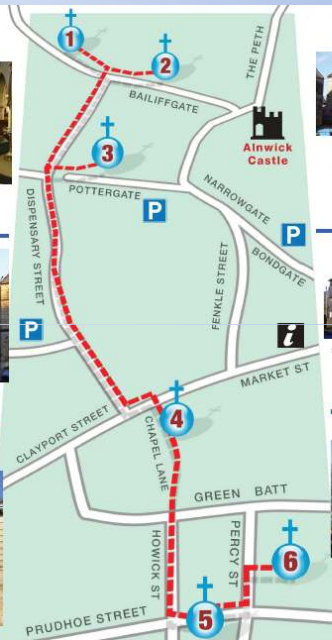 1
2
THE PETH
BAILIFFGATE
Alnwick
Castle
3
POTTERGATE
NARROWGATE
P
P
BONDGATE
DISPENSARY STREET
FENKLE STREET
P
i
MARKET ST
CLAYPORT STREET
4
CHAPEL LANE
GREEN BATT
HOWICK ST
PERCY ST
6
5
PRUDHOE STREET